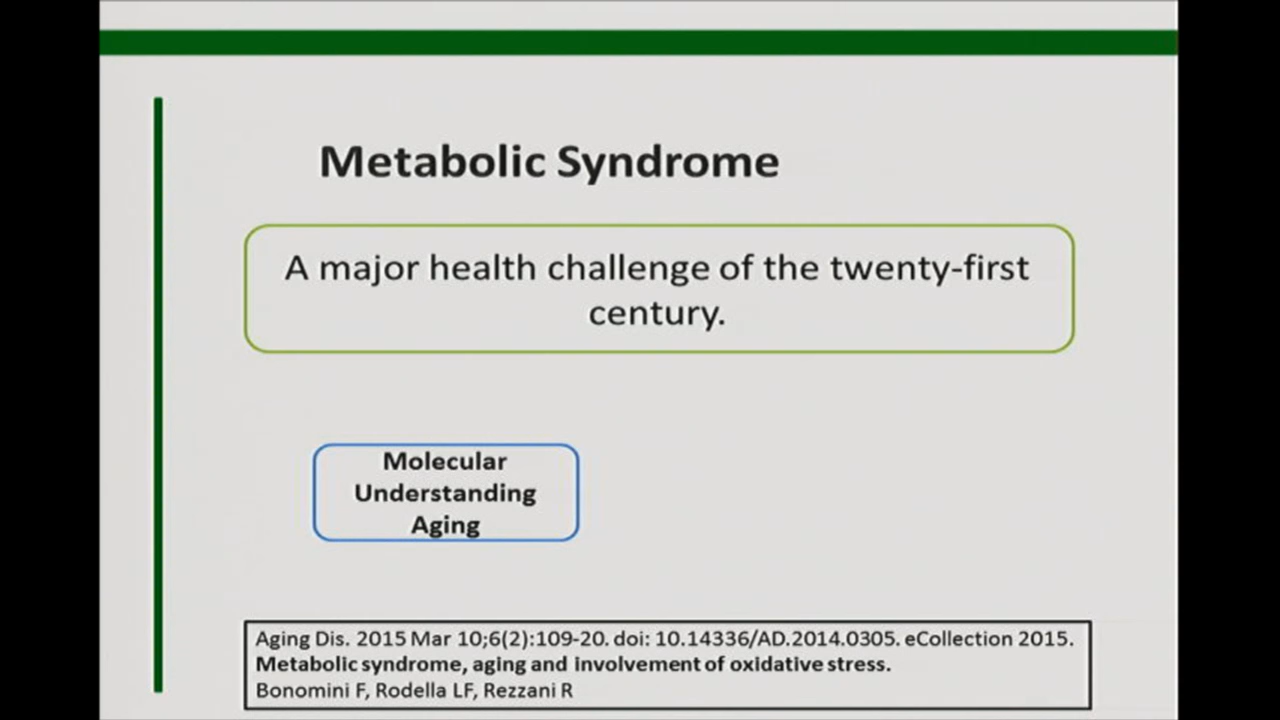 Metabolic Syndrome
A major health challenge of the twenty-first
century.
Molecular
Understanding
Aging
Aging Dis. 2015 Mar 10;6(2):109-20. doi: 10.14336/AD.2014.0305. eCollection 2015.
Metabolic syndrome, aging and involvement of oxidative stress.
Bonomini F, Rodella LF, Rezzani R